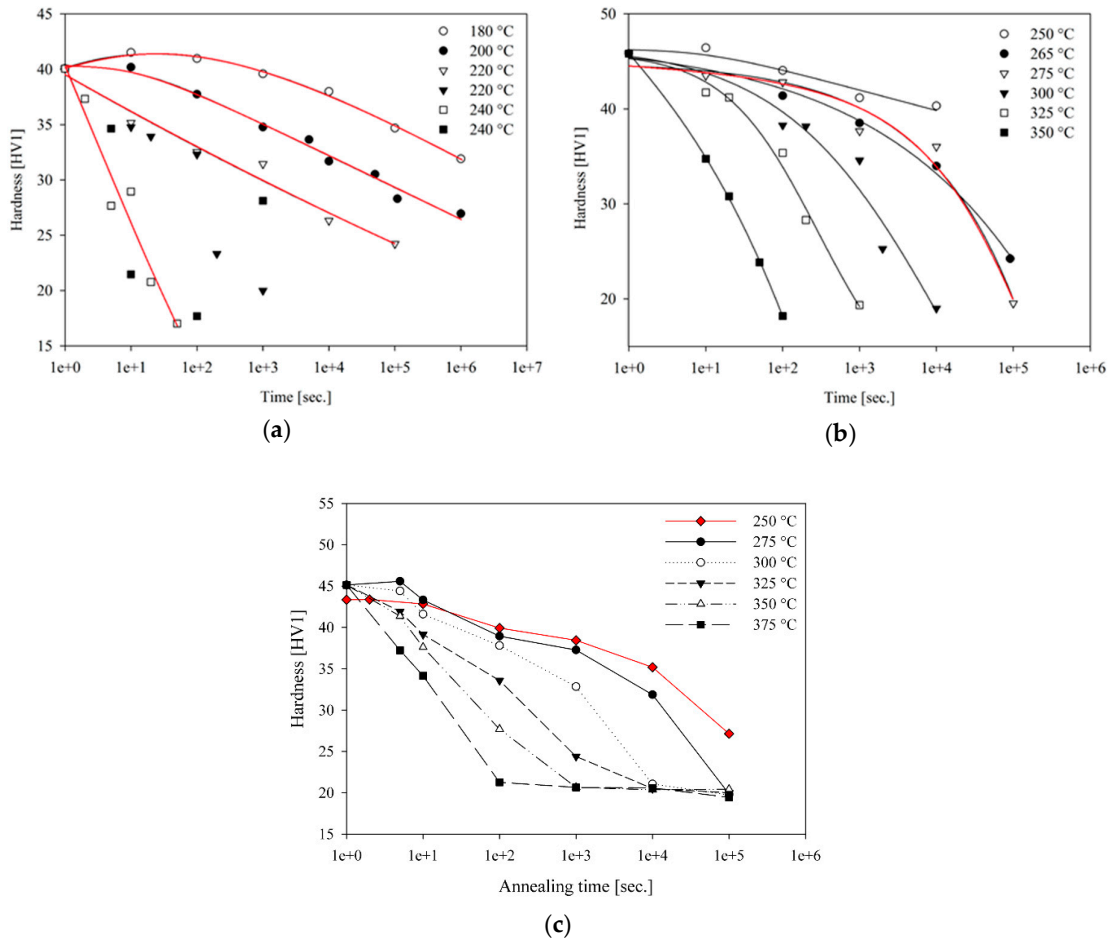 45
40
35
30
25
20
15
Hardness [HV1]
180 °C
200 °C
220 °C
220 °C
240 °C
240 °C
1e+0 1e+1 1e+2 1e+3 1e+4 1e+5 1e+6 1e+7
Time [sec.]
(a)
50
40
30
20
Hardness [HV1]
250 °C
265 °C
275 °C
300 °C
325 °C
350 °C
1e+0 1e+1 1e+2 1e+3 1e+4 1e+5 1e+6
Time [sec.]
(b)
55
50
45
40
35
30
25
20
15
Hardness [HV1]
250 °C
275 °C
300 °C
325 °C
350 °C
375 °C
1e+0 1e+1 1e+2 1e+3 1e+4 1e+5 1e+6
Annealing time [sec.]
(c)